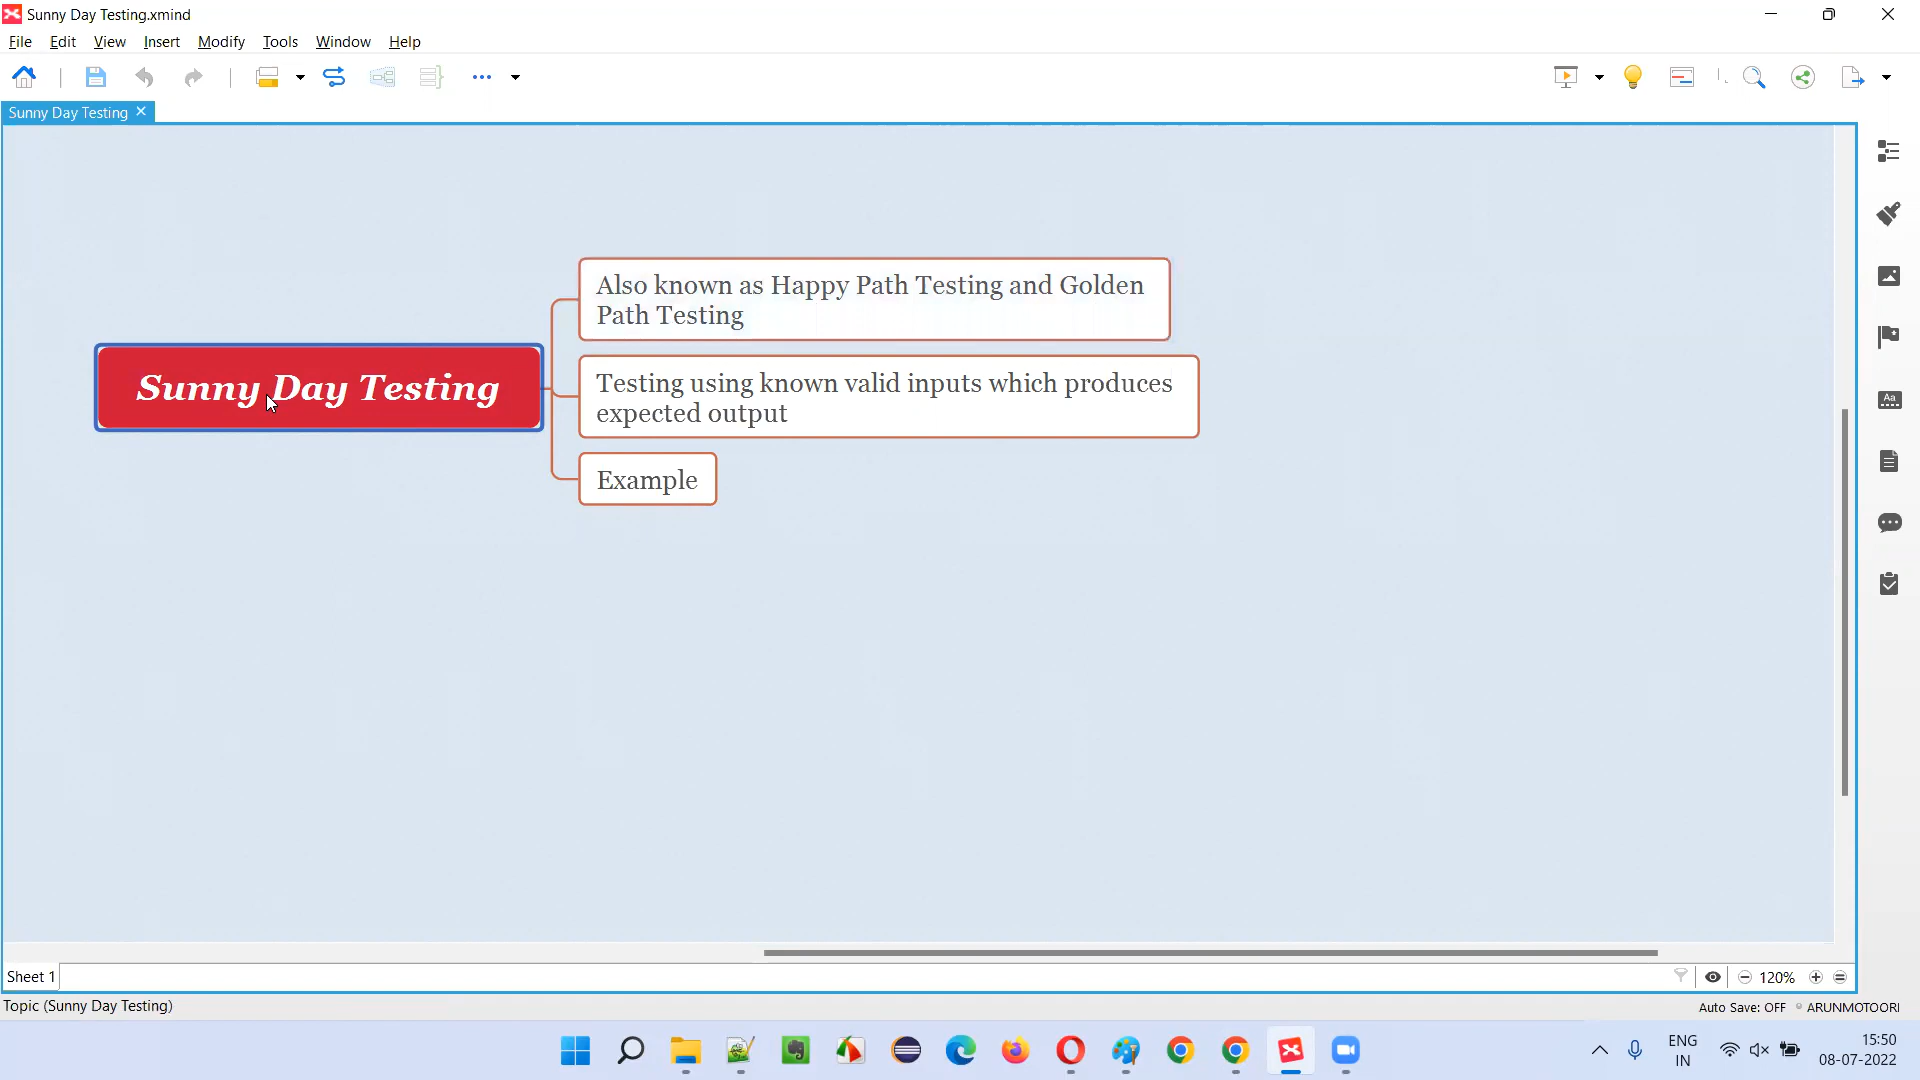 Sunny Day Testing.xmind
File Edit View Insert Modify Tools Window Help
Sunny Day Testing
Also known as Happy Path Testing and Golden
Path Testing
Sunny Day Testing
Testing using known valid inputs which produces
expected output
Example
Aa
Sheet 1
120%
Topic (Sunny Day Testing)
Auto Save: OFF
ARUNMOTOORI
ENG
IN
15:50
08-07-2022